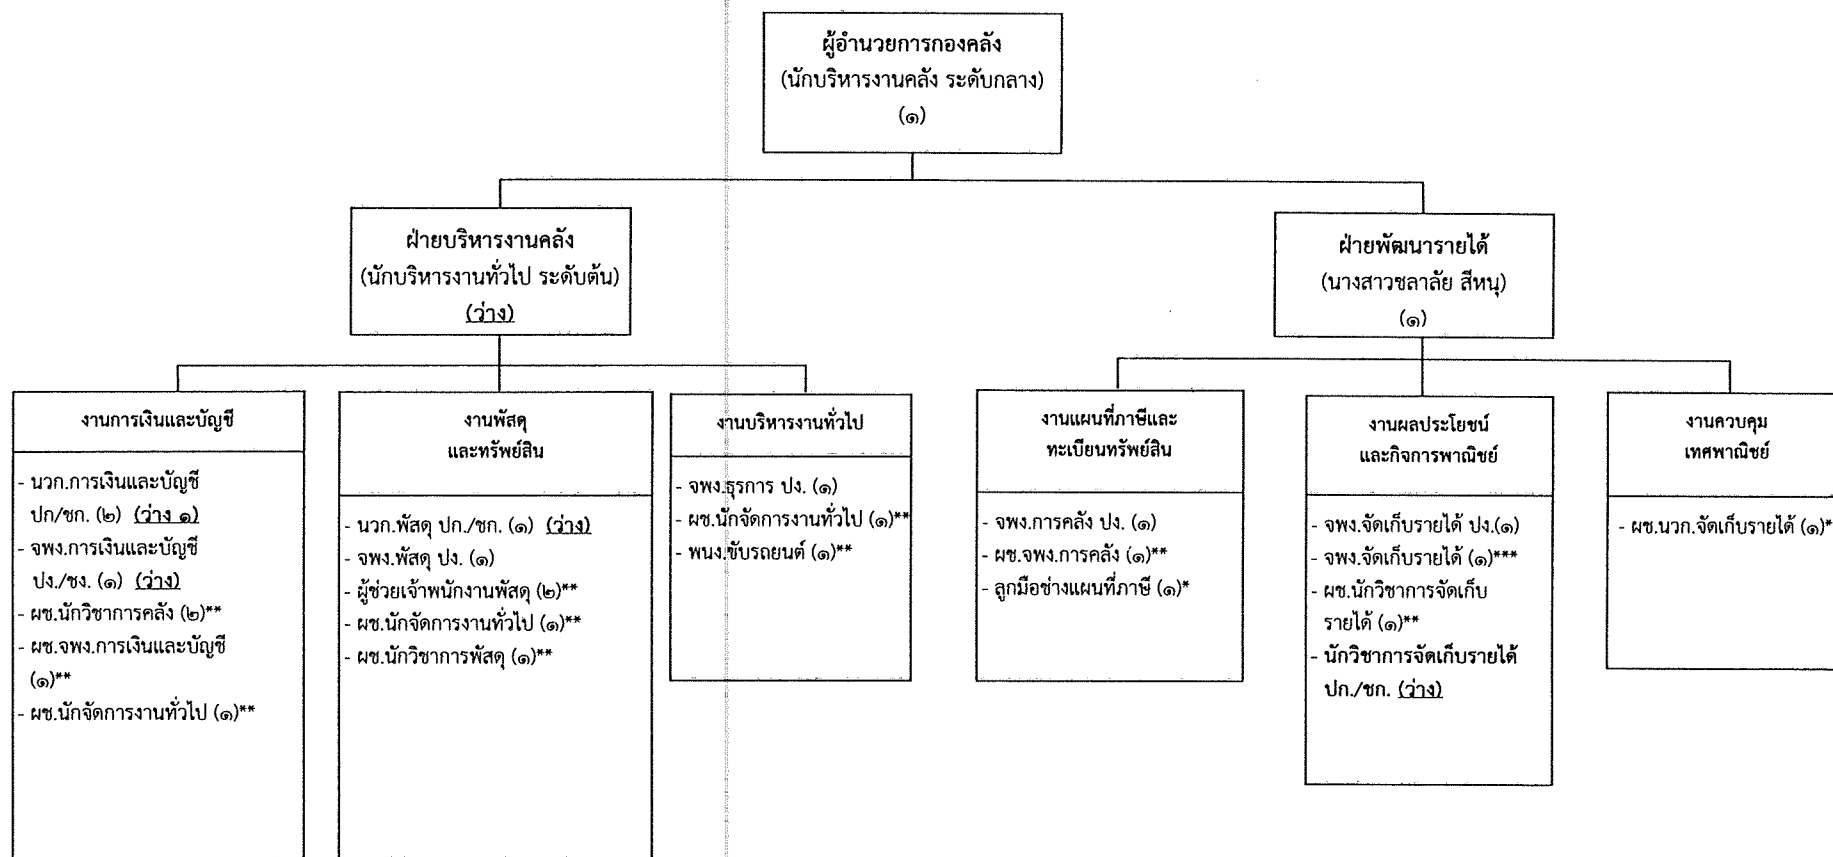 ผู้อำนวยการกองคลัง
(นักบริหารงานคลัง ระดับกลาง)
(๑)
ฝ่ายบริหารงานคลัง
(นักบริหารงานทั่วไป ระดับต้น)
(ว่าง)
ฝ่ายพัฒนารายได้
(นางสาวชลาลัย สีหนุ)
(๑)
งานการเงินและบัญชี
- นวก.การเงินและบัญชี
ปก/ชก. (๒) (ว่าง ๑)
- จพง.การเงินและบัญชี
ปง./ชง. (๑) (ว่าง)
- ผช.นักวิชาการคลัง (๒)**
- ผช.จพง.การเงินและบัญชี
(๑)**
- ผช.นักจัดการงานทั่วไป (๑)**
งานพัสดุ
และทรัพย์สิน
- นวก.พัสดุ ปก./ชก. (๑) (ว่าง)
- จพง.พัสดุ ปง. (๑)
- ผู้ช่วยเจ้าพนักงานพัสดุ (๒)**
- ผช.นักจัดการงานทั่วไป (๑)**
- ผช.นักวิชาการพัสดุ (๑)**
งานบริหารงานทั่วไป
- จพง.ธุรการ ปง. (๑)
- ผช.นักจัดการงานทั่วไป (๑)**
- พนง.ขับรถยนต์ (๑)**
งานแผนที่ภาษีและ
ทะเบียนทรัพย์สิน
- จพง.การคลัง ปง. (๑)
- ผช.จพง.การคลัง (๑)**
- ลูกมือช่างแผนที่ภาษี (๑)*
งานผลประโยชน์
และกิจการพาณิชย์
- จพง.จัดเก็บรายได้ ปง.(๑)
- จพง.จัดเก็บรายได้ (๑)***
- ผช.นักวิชาการจัดเก็บ
รายได้ (๑)**
- นักวิชาการจัดเก็บรายได้
ปก./ชก. (ว่าง)
งานควบคุม
เทศพาณิชย์
- ผช.นวก.จัดเก็บรายได้ (๑)*